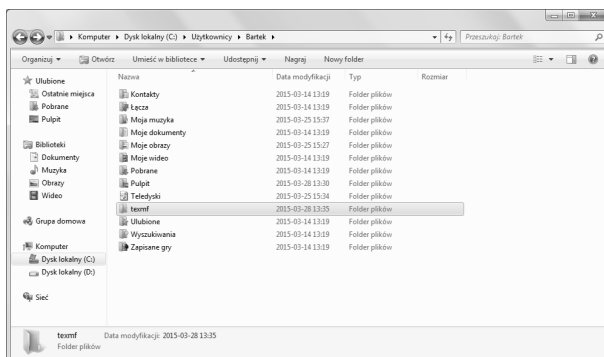 Komputer ▸ Dysk lokalny (C:) ▸ Użytkownicy ▸ Bartek ▸
Przeszukaj: Bartek
Organizuj Otwórz Umieść w bibliotece Udostępnij Nagraj Nowy folder
Nazwa Data modyfikacji Typ Rozmiar
Ulubione
Ostatnie miejsca
Pobrane
Pulpit
Biblioteki
Dokumenty
Muzyka
Obrazy
Wideo
Grupa domowa
Komputer
Dysk lokalny (C:)
Dysk lokalny (D:)
Sieć
Kontakty 2015-03-14 13:19 Folder plików
Łącza 2015-03-14 13:19 Folder plików
Moja muzyka 2015-03-25 15:37 Folder plików
Moje dokumenty 2015-03-14 13:19 Folder plików
Moje obrazy 2015-03-25 15:27 Folder plików
Moje wideo 2015-03-14 13:19 Folder plików
Pobrane 2015-03-14 13:19 Folder plików
Pulpit 2015-03-28 13:30 Folder plików
Teledyski 2015-03-25 15:34 Folder plików
texmf 2015-03-28 13:35 Folder plików
Ulubione 2015-03-14 13:19 Folder plików
Wyszukiwania 2015-03-14 13:19 Folder plików
Zapisane gry 2015-03-14 13:19 Folder plików
texmf Data modyfikacji: 2015-03-28 13:35
Folder plików